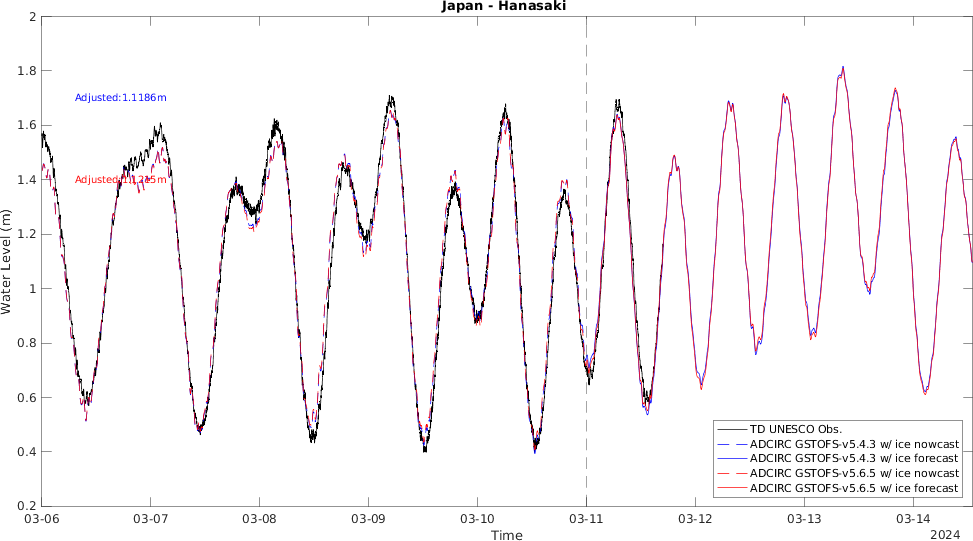 Japan - Hanasaki
Water Level (m)
2
1.8
1.6
1.4
1.2
1
0.8
0.6
0.4
0.2
Adjusted:1.1186m
Adjusted:1.1215m
TD UNESCO Obs.
ADCIRC GSTOFS-v5.4.3 w/ ice nowcast
ADCIRC GSTOFS-v5.4.3 w/ ice forecast
ADCIRC GSTOFS-v5.6.5 w/ ice nowcast
ADCIRC GSTOFS-v5.6.5 w/ ice forecast
03-06 03-07 03-08 03-09 03-10 03-11 03-12 03-13 03-14
Time
2024